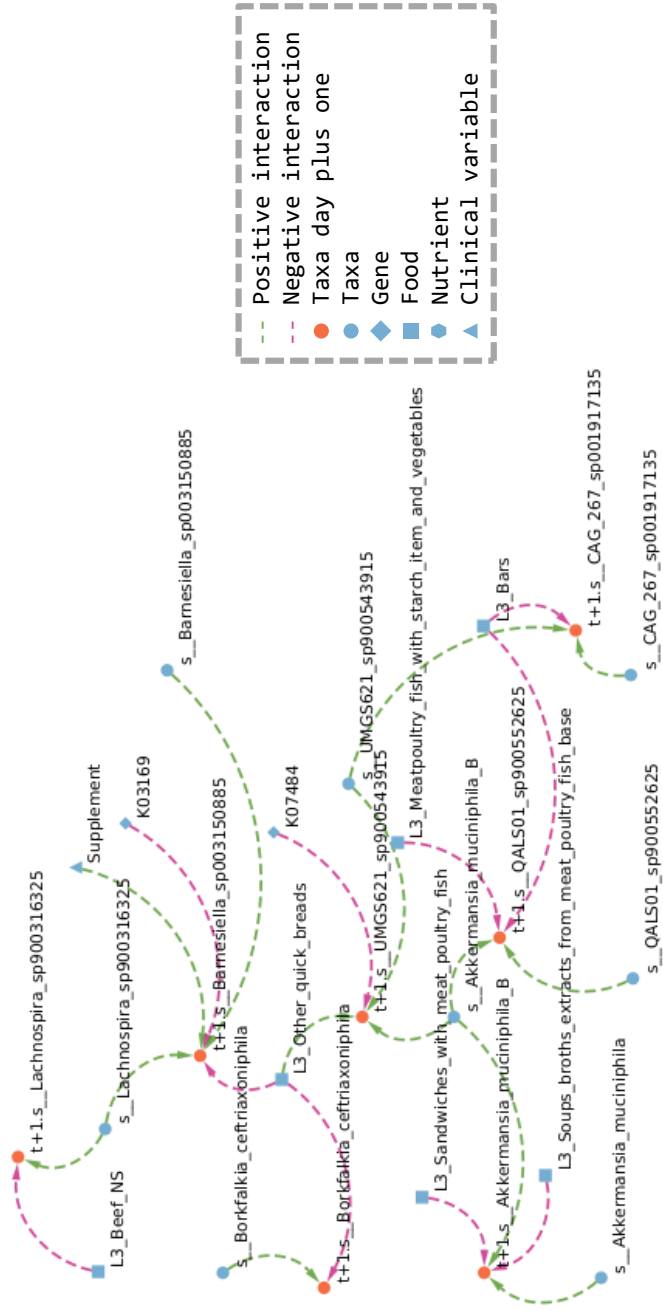 Positive interaction
Negative interaction
Taxa day plus one
Taxa
Gene
Food
Nutrient
Clinical variable
t+1.s__Lachnospira_sp900316325
L3_Beef_NS
s__Lachnospira_sp900316325
Supplement
K03169
s__Barnesiella_sp003150885
t+1.s__Barnesiella_sp003150885
s__Borkfalkia_ceftriaxoniphila
K07484
L3_Other_quick_breads
t+1.s__Borkfalkia_ceftriaxoniphila
s__UMGS621_sp900543915
t+1.s__UMGS621_sp900543915
L3_Meatpoultry_fish_with_starch_item_and_vegetables
L3_Sandwiches_with_meat_poultry_fish
s__Akkermansia_muciniphila_B
L3_Bars
t+1.s__QALS01_sp900552625
t+1.s__Akkermansia_muciniphila_B
L3_Soups_broths_extracts_from_meat_poultry_fish_base
t+1.s__CAG_267_sp001917135
s__Akkermansia_muciniphila
s__QALS01_sp900552625
s__CAG_267_sp001917135